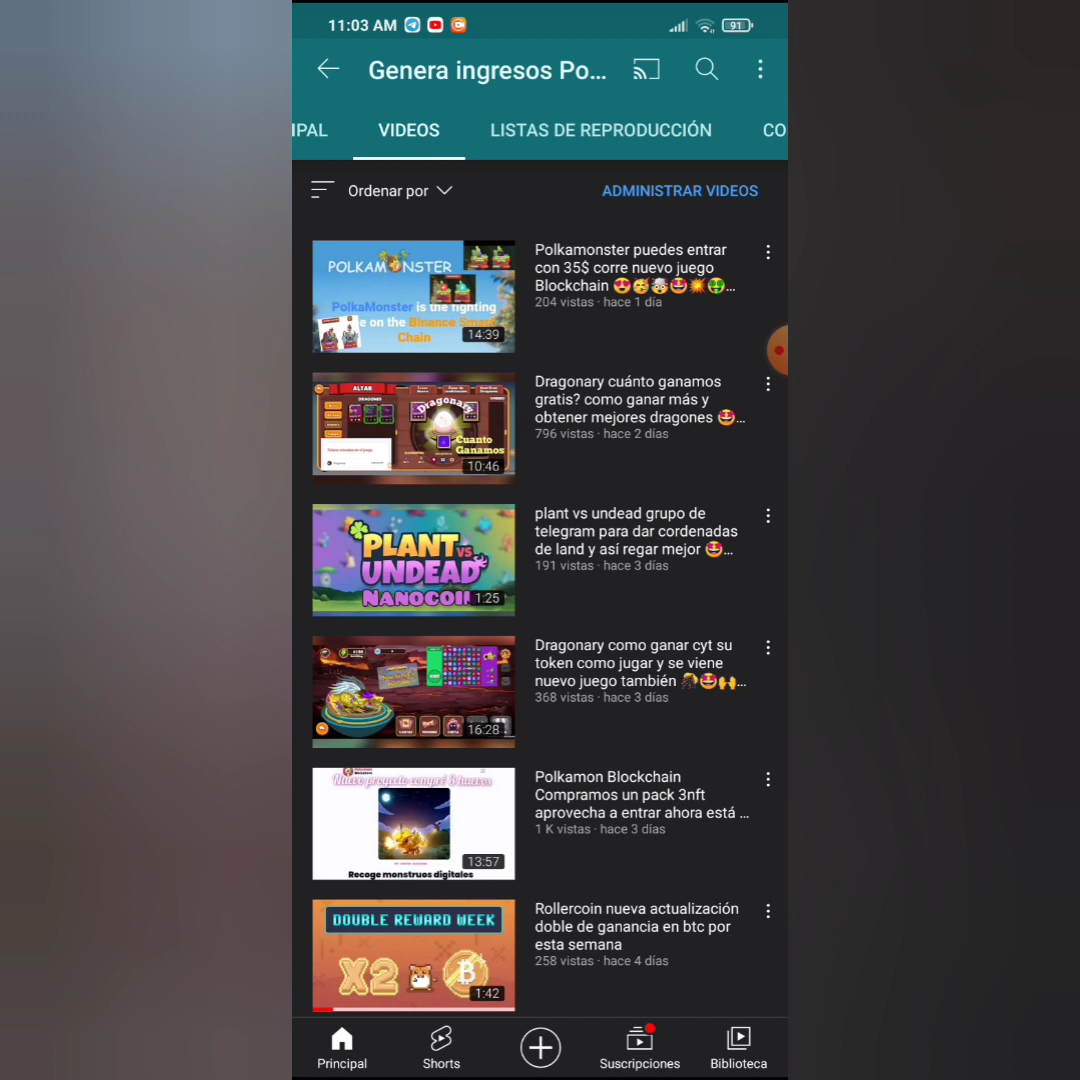 11:03 AM
91
Genera ingresos Po...
IPAL
VIDEOS
LISTAS DE REPRODUCCIÓN
CO
Ordenar por
ADMINISTRAR VIDEOS
POLKAMONSTER
PolkaMonster is the fighting
e on the Binance Smart
Chain
14:39
Polkamonster puedes entrar
con 35$ corre nuevo juego
Blockchain 😍🥳🤯🤩💥🤑...
204 vistas · hace 1 día
ALTAR
DRAGONES
Dragonary
Cuanto
Ganamos
10:46
Dragonary cuánto ganamos
gratis? como ganar más y
obtener mejores dragones 🤩...
796 vistas · hace 2 días
PLANT
VS
UNDEAD
NANOCOIN
1:25
plant vs undead grupo de
telegram para dar cordenadas
de land y así regar mejor 🤩...
191 vistas · hace 3 días
16:28
Dragonary como ganar cyt su
token como jugar y se viene
nuevo juego también 🎊🤩🙌...
368 vistas · hace 3 días
Nuevo proyecto compré 3 huevos
13:57
Recoge monstruos digitales
Polkamon Blockchain
Compramos un pack 3nft
aprovecha a entrar ahora está ...
1 K vistas · hace 3 días
DOUBLE REWARD WEEK
X2
1:42
Rollercoin nueva actualización
doble de ganancia en btc por
esta semana
258 vistas · hace 4 días
Principal
Shorts
Suscripciones
Biblioteca